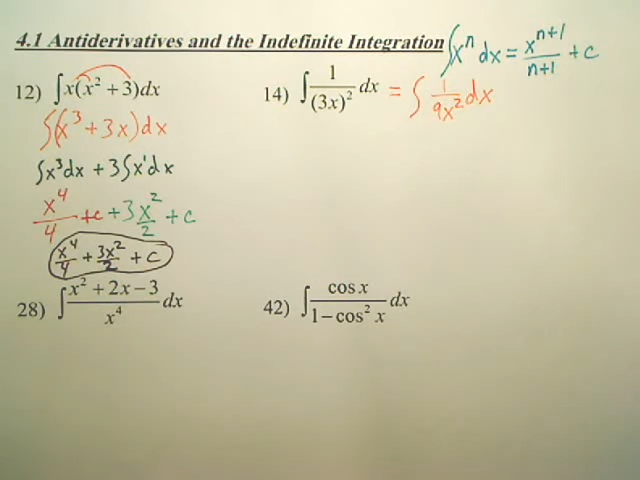 4.1 Antiderivatives and the Indefinite Integration
∫xⁿ dx = xⁿ⁺¹/(n+1) + c
12) ∫x(x² + 3)dx
∫(x³ + 3x)dx
∫x³dx + 3∫x¹dx
x⁴/4 + c + 3x²/2 + c
x⁴/4 + 3x²/2 + c
14) ∫ 1/(3x)² dx = ∫ 1/9x² dx
28) ∫ (x² + 2x − 3)/x⁴ dx
42) ∫ cos x/(1 − cos² x) dx